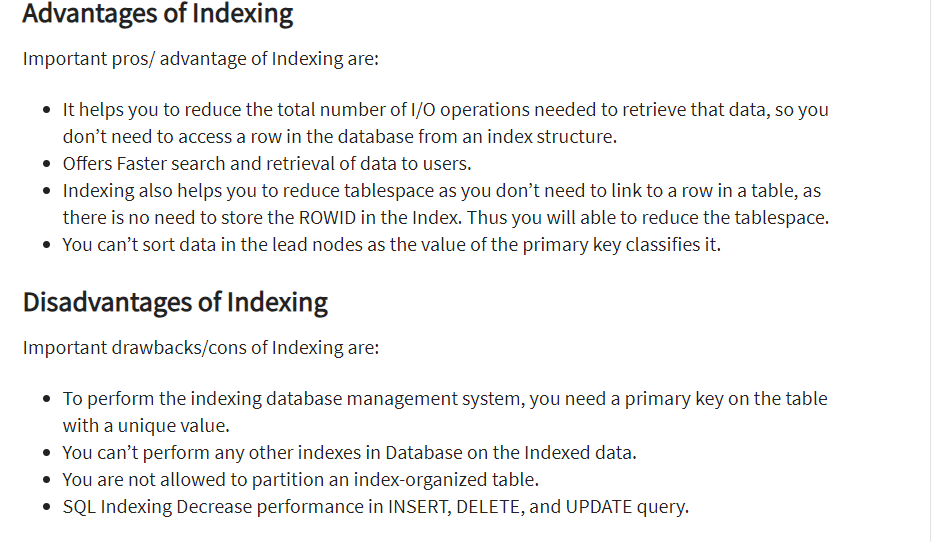 Advantages of Indexing
Important pros/ advantage of Indexing are:
• It helps you to reduce the total number of I/O operations needed to retrieve that data, so you
don’t need to access a row in the database from an index structure.
• Offers Faster search and retrieval of data to users.
• Indexing also helps you to reduce tablespace as you don’t need to link to a row in a table, as
there is no need to store the ROWID in the Index. Thus you will able to reduce the tablespace.
• You can’t sort data in the lead nodes as the value of the primary key classifies it.
Disadvantages of Indexing
Important drawbacks/cons of Indexing are:
• To perform the indexing database management system, you need a primary key on the table
with a unique value.
• You can’t perform any other indexes in Database on the Indexed data.
• You are not allowed to partition an index-organized table.
• SQL Indexing Decrease performance in INSERT, DELETE, and UPDATE query.